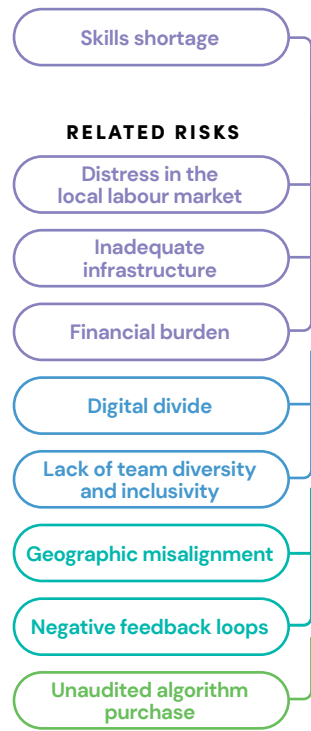 Skills shortage
RELATED RISKS
Distress in the
local labour market
Inadequate
infrastructure
Financial burden
Digital divide
Lack of team diversity
and inclusivity
Geographic misalignment
Negative feedback loops
Unaudited algorithm
purchase